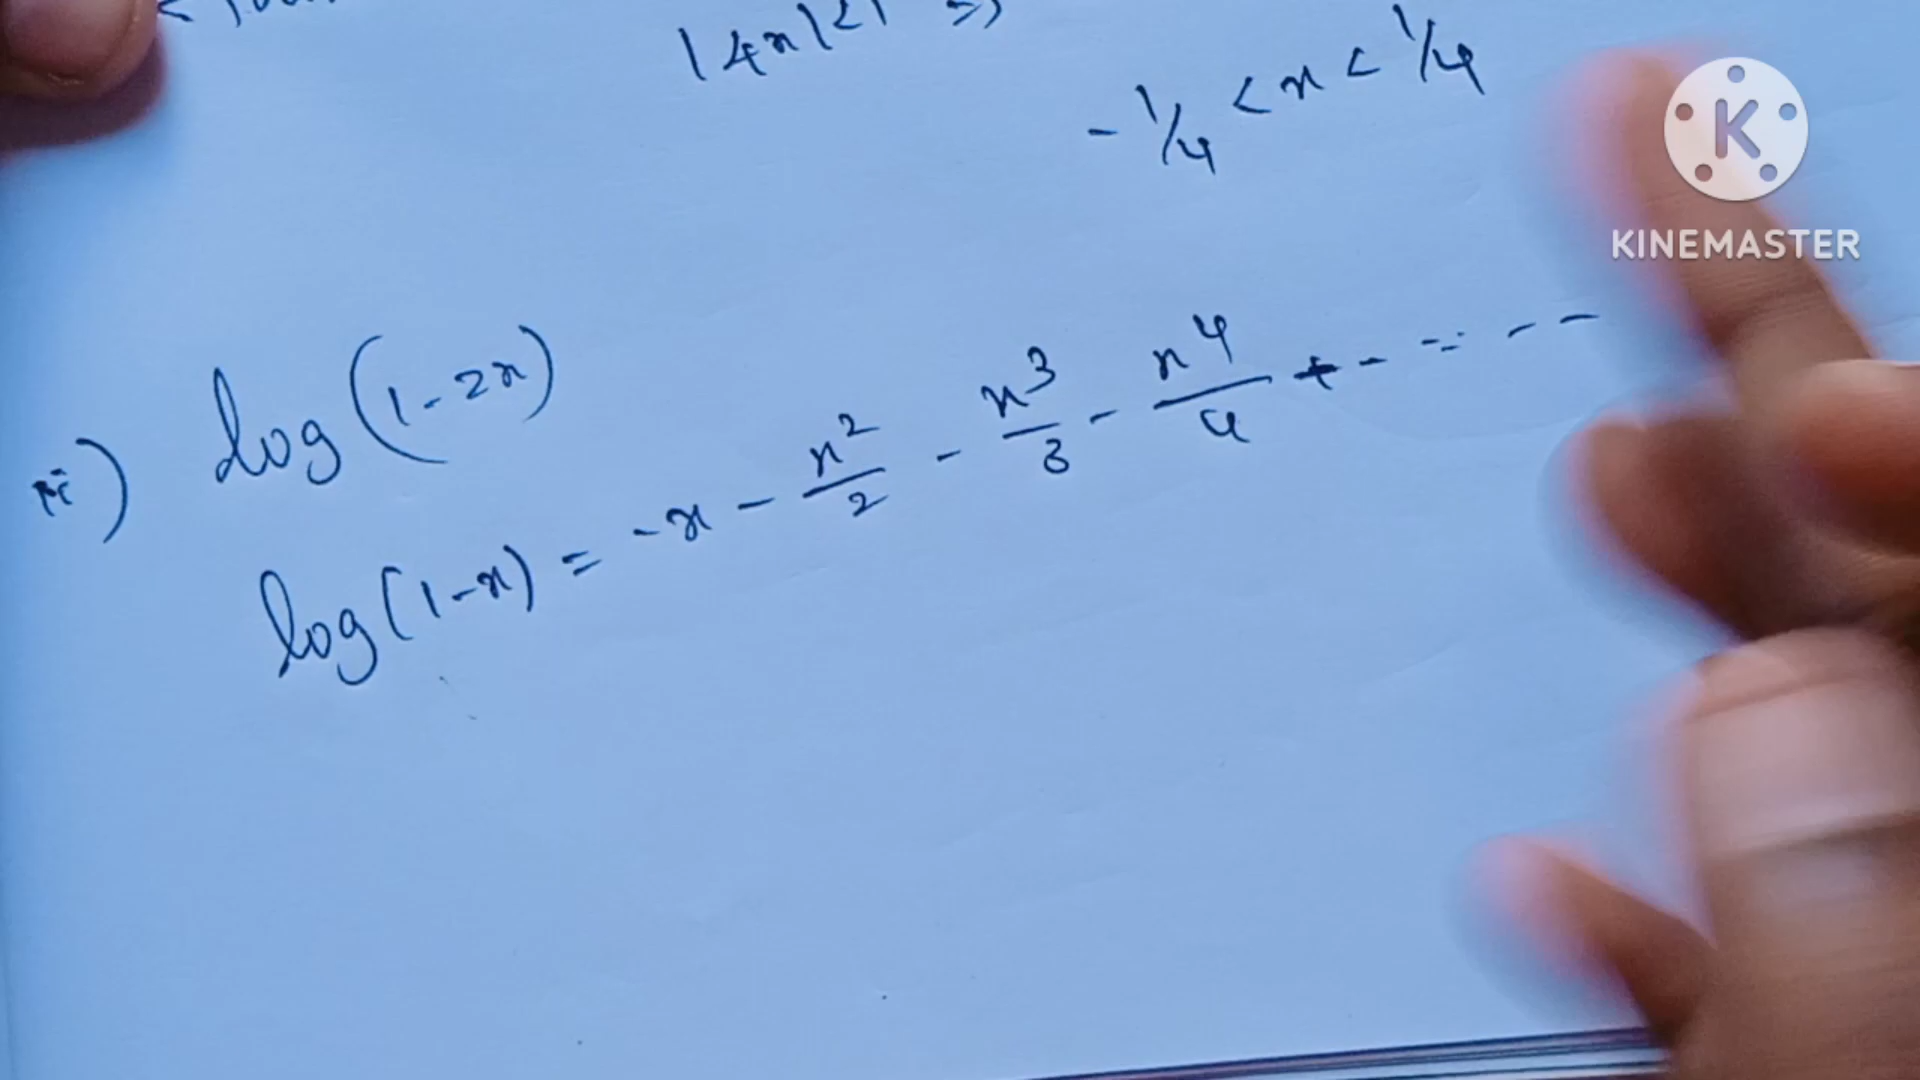 |4x|<1 ⇒
-1/4 < x < 1/4
KINEMASTER
ii) log(1-2x)
log(1-x) = -x - x²/2 - x³/3 - x⁴/4 + - - - - -